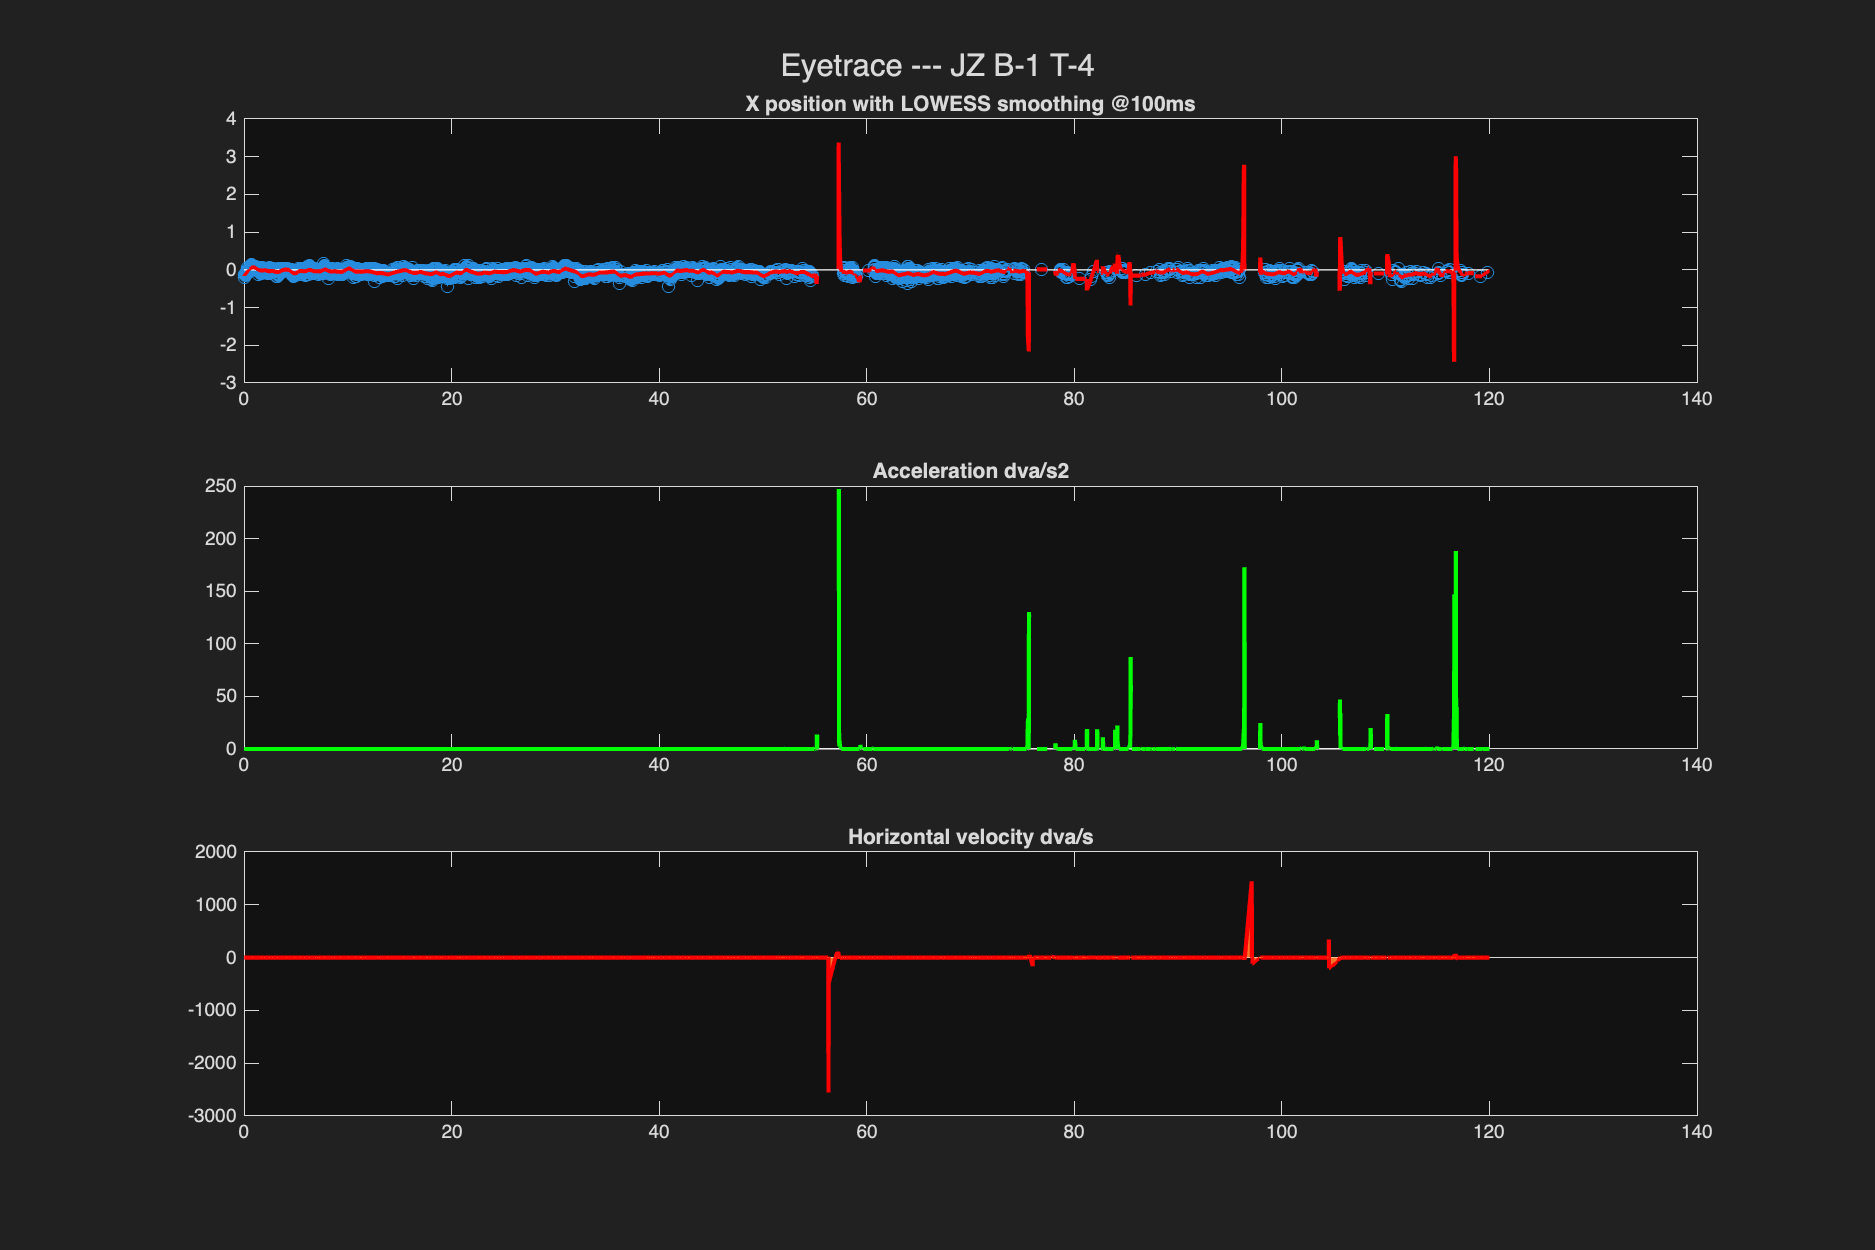 Eyetrace --- JZ B-1 T-4
X position with LOWESS smoothing @100ms
4
3
2
1
0
-1
-2
-3
0 20 40 60 80 100 120 140
Acceleration dva/s2
250
200
150
100
50
0
0 20 40 60 80 100 120 140
Horizontal velocity dva/s
2000
1000
0
-1000
-2000
-3000
0 20 40 60 80 100 120 140